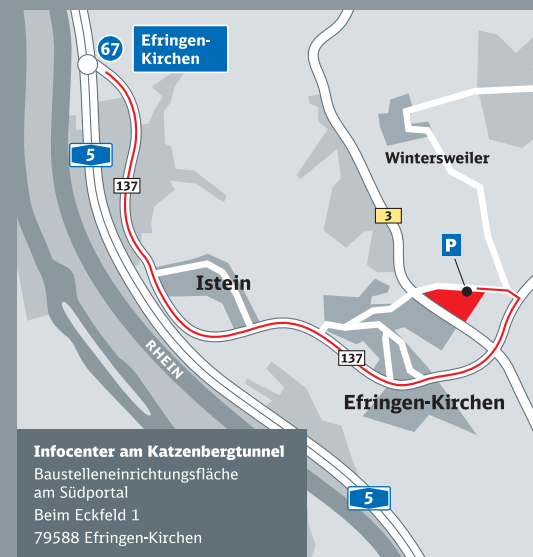 67
Efringen-
Kirchen
5
137
Wintersweiler
3
P
Istein
RHEIN
137
Efringen-Kirchen
5
Infocenter am Katzenbergtunnel
Baustelleneinrichtungsfläche
am Südportal
Beim Eckfeld 1
79588 Efringen-Kirchen